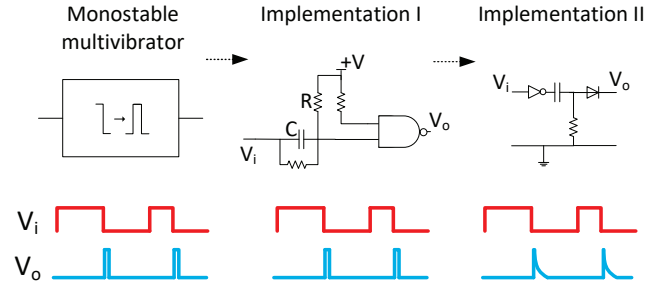 Monostable multivibrator
Implementation I
Implementation II
+V
R
C
Vi
Vo
Vi
Vo
Vi
Vo